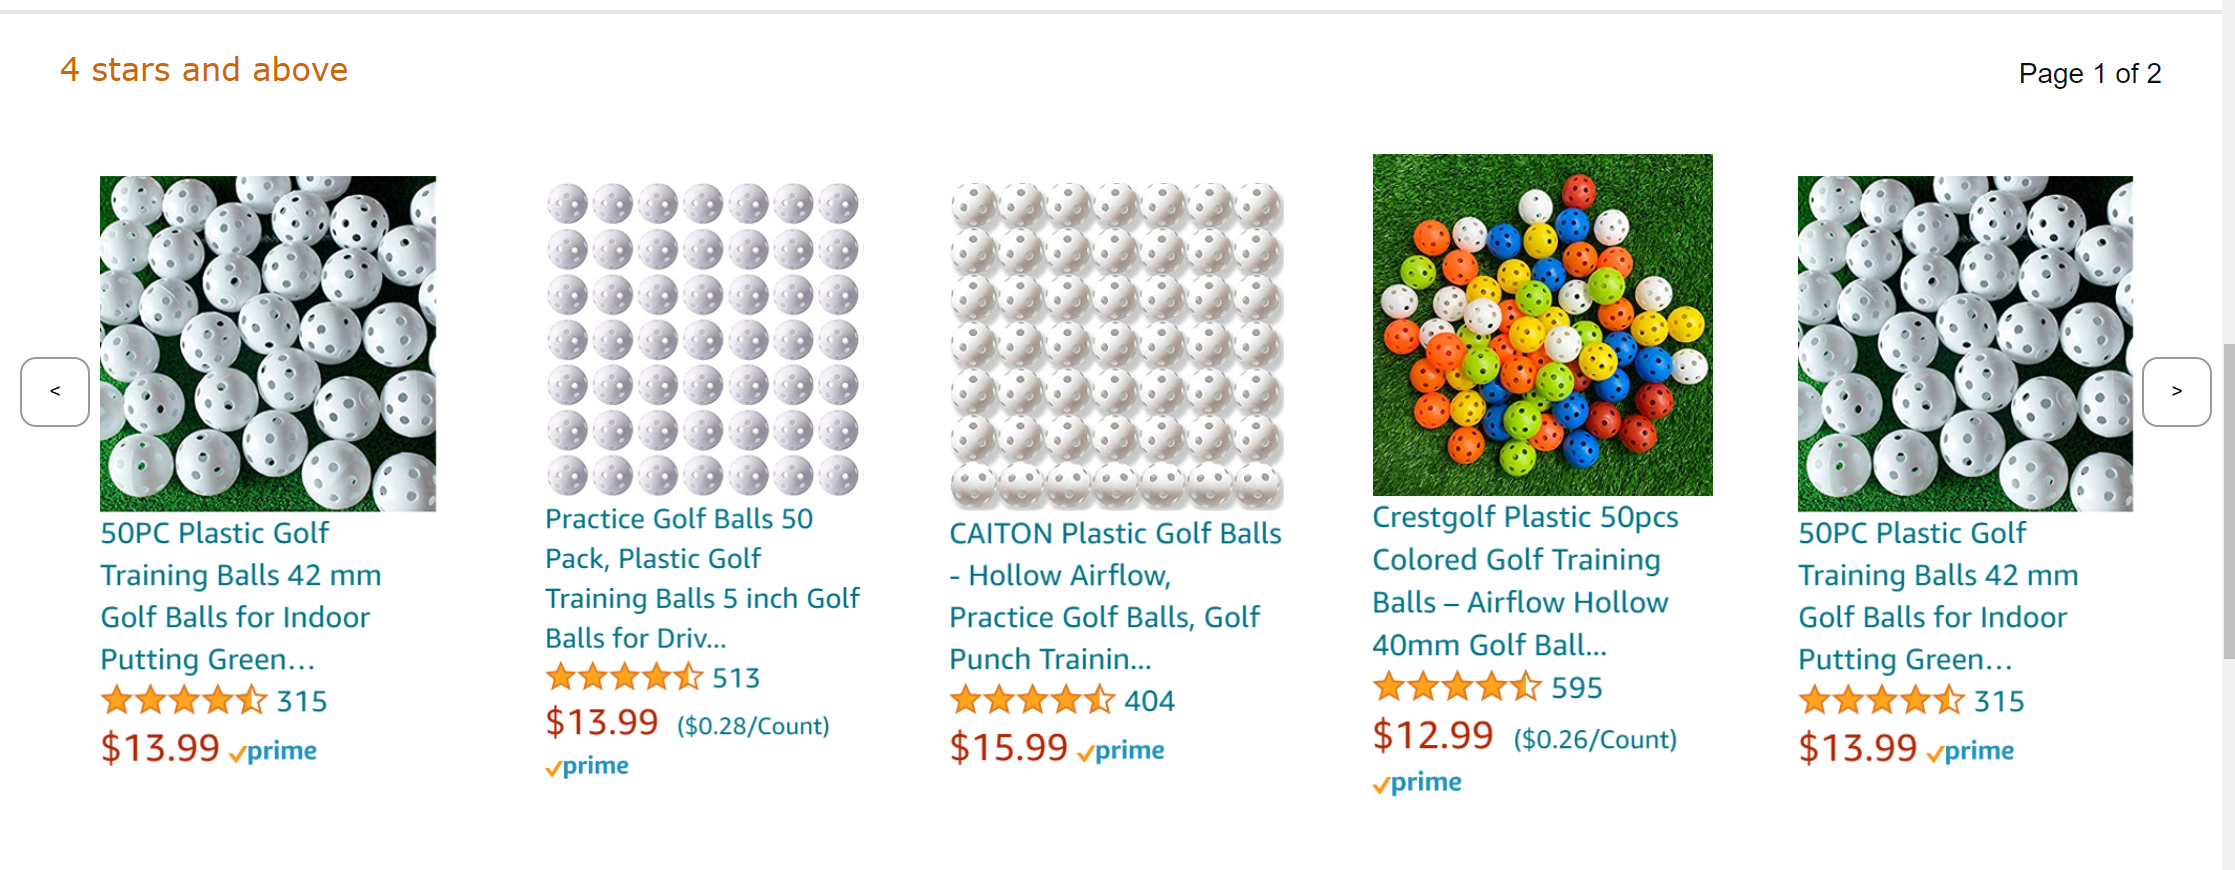 4 stars and above
Page 1 of 2
<
50PC Plastic Golf
Training Balls 42 mm
Golf Balls for Indoor
Putting Green...
315
$13.99 prime
Practice Golf Balls 50
Pack, Plastic Golf
Training Balls 5 inch Golf
Balls for Driv...
513
$13.99 ($0.28/Count)
prime
CAITON Plastic Golf Balls
- Hollow Airflow,
Practice Golf Balls, Golf
Punch Trainin...
404
$15.99 prime
Crestgolf Plastic 50pcs
Colored Golf Training
Balls – Airflow Hollow
40mm Golf Ball...
595
$12.99 ($0.26/Count)
prime
50PC Plastic Golf
Training Balls 42 mm
Golf Balls for Indoor
Putting Green...
315
$13.99 prime
>